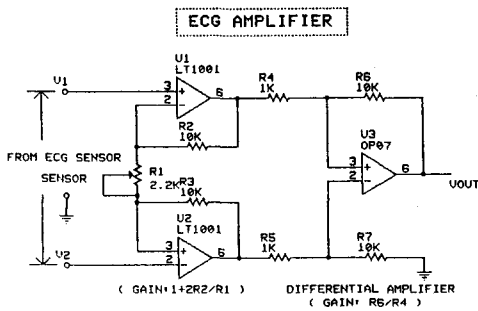 ECG AMPLIFIER
U1
LT1001
V1
3
2
+
-
6
R4
1K
R6
10K
R2
10K
U3
OP07
FROM ECG SENSOR
SENSOR
R1
2.2K
3
2
+
-
6
VOUT
R3
10K
U2
LT1001
V2
3
2
+
-
6
R5
1K
R7
10K
( GAIN: 1+2R2/R1 )
DIFFERENTIAL AMPLIFIER
( GAIN: R6/R4 )